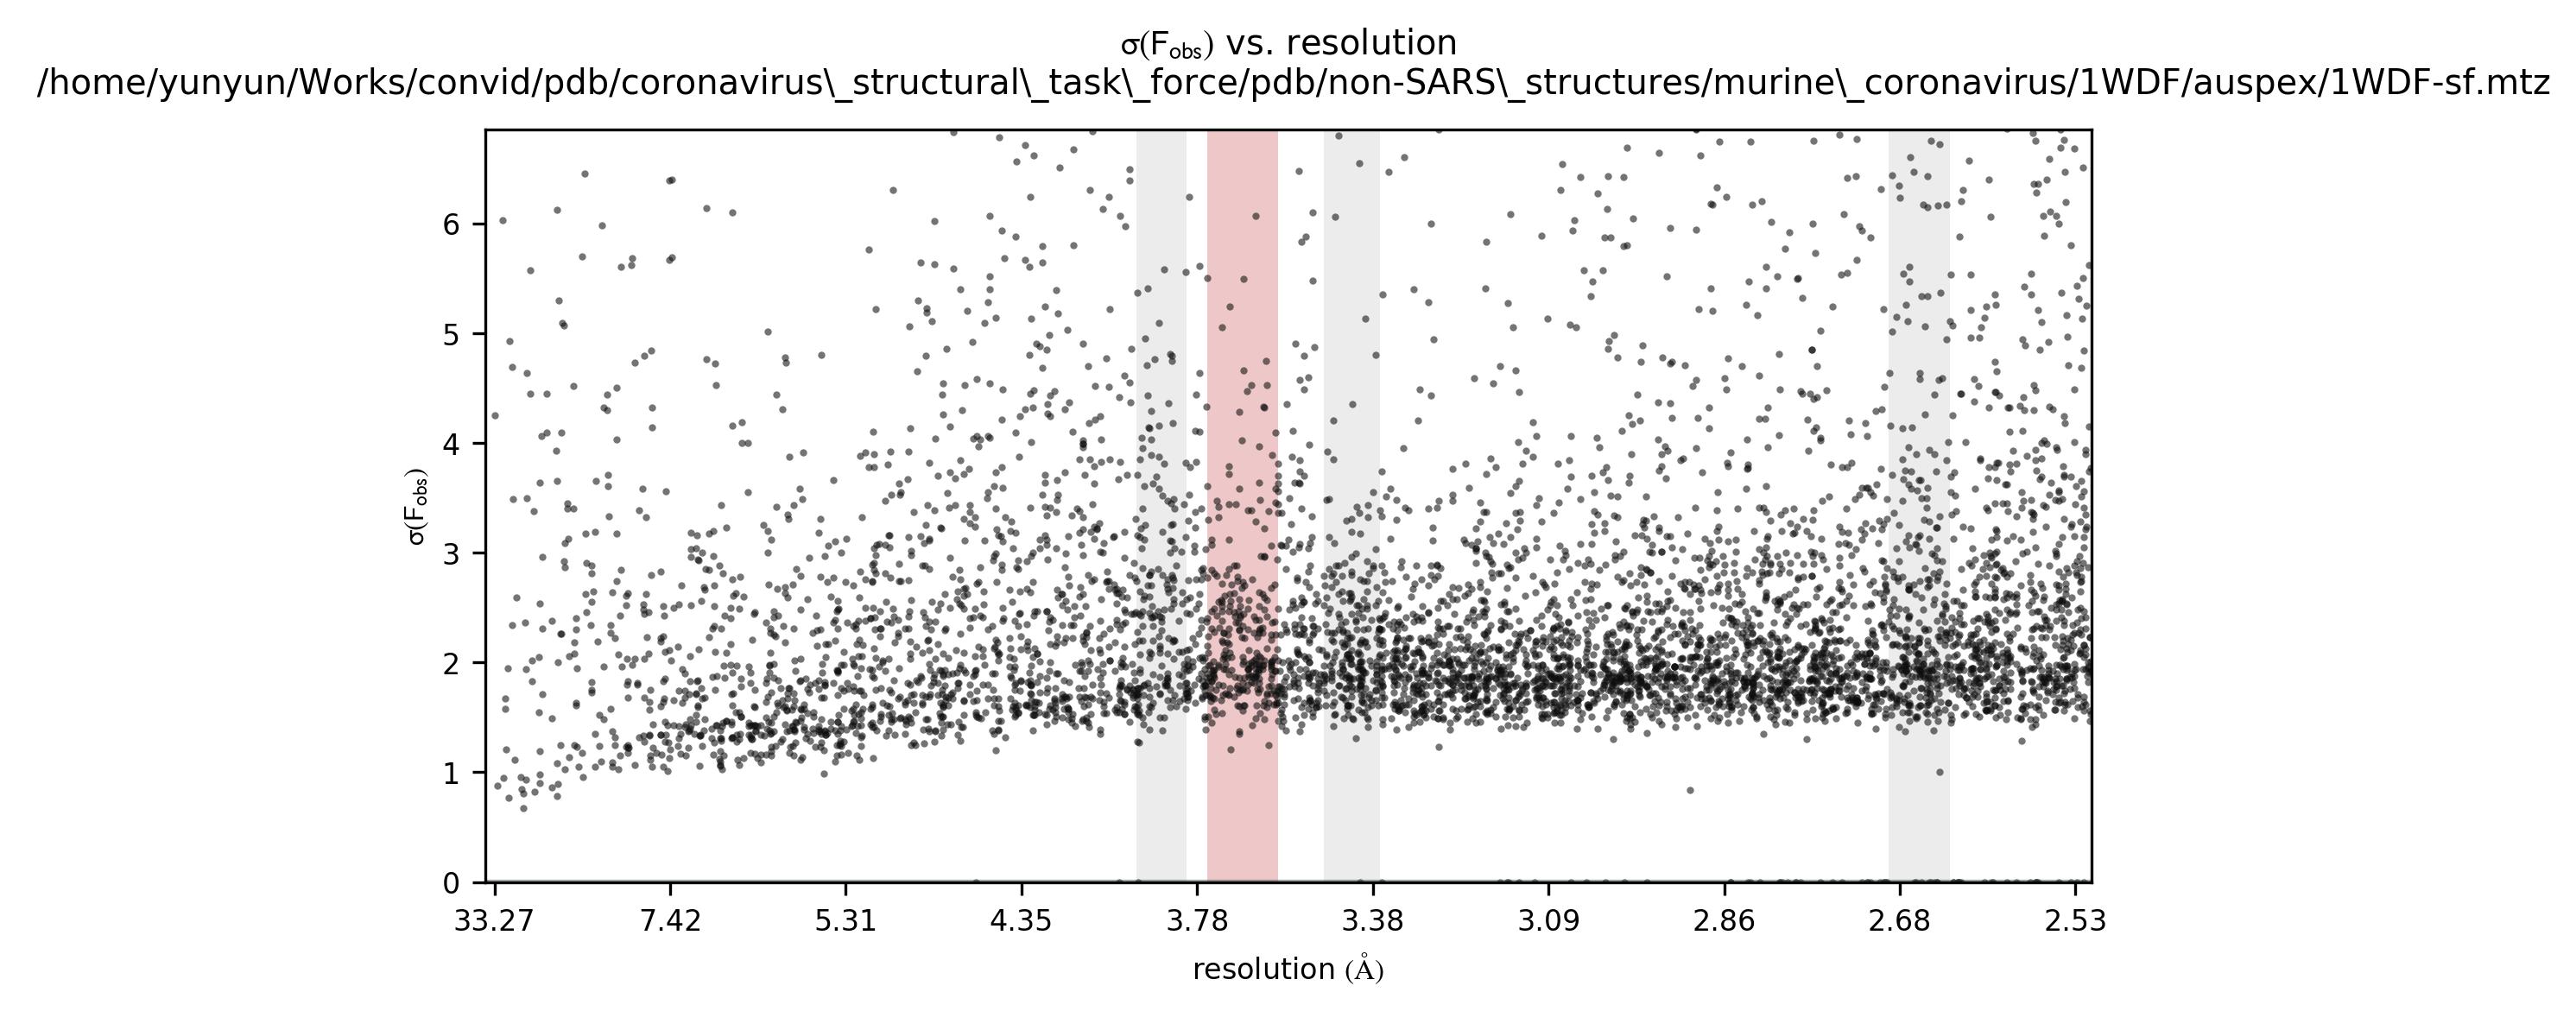 σ(Fobs) vs. resolution
/home/yunyun/Works/convid/pdb/coronavirus\_structural\_task\_force/pdb/non-SARS\_structures/murine\_coronavirus/1WDF/auspex/1WDF-sf.mtz
σ(Fobs)
6
5
4
3
2
1
0
33.27 7.42 5.31 4.35 3.78 3.38 3.09 2.86 2.68 2.53
resolution (Å)